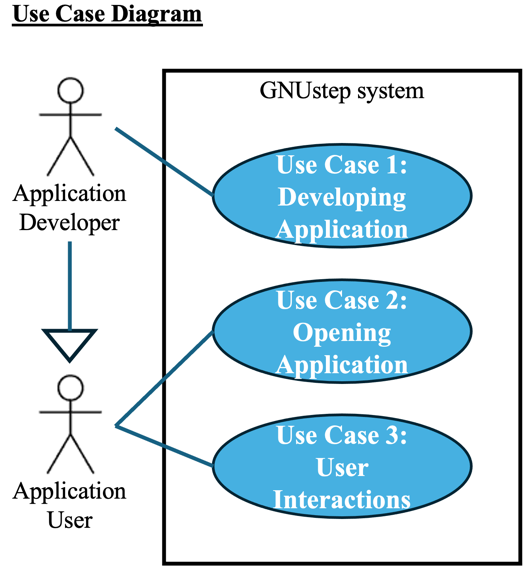 Use Case Diagram
GNUstep system
Application
Developer
Use Case 1:
Developing
Application
Use Case 2:
Opening
Application
Application
User
Use Case 3:
User
Interactions